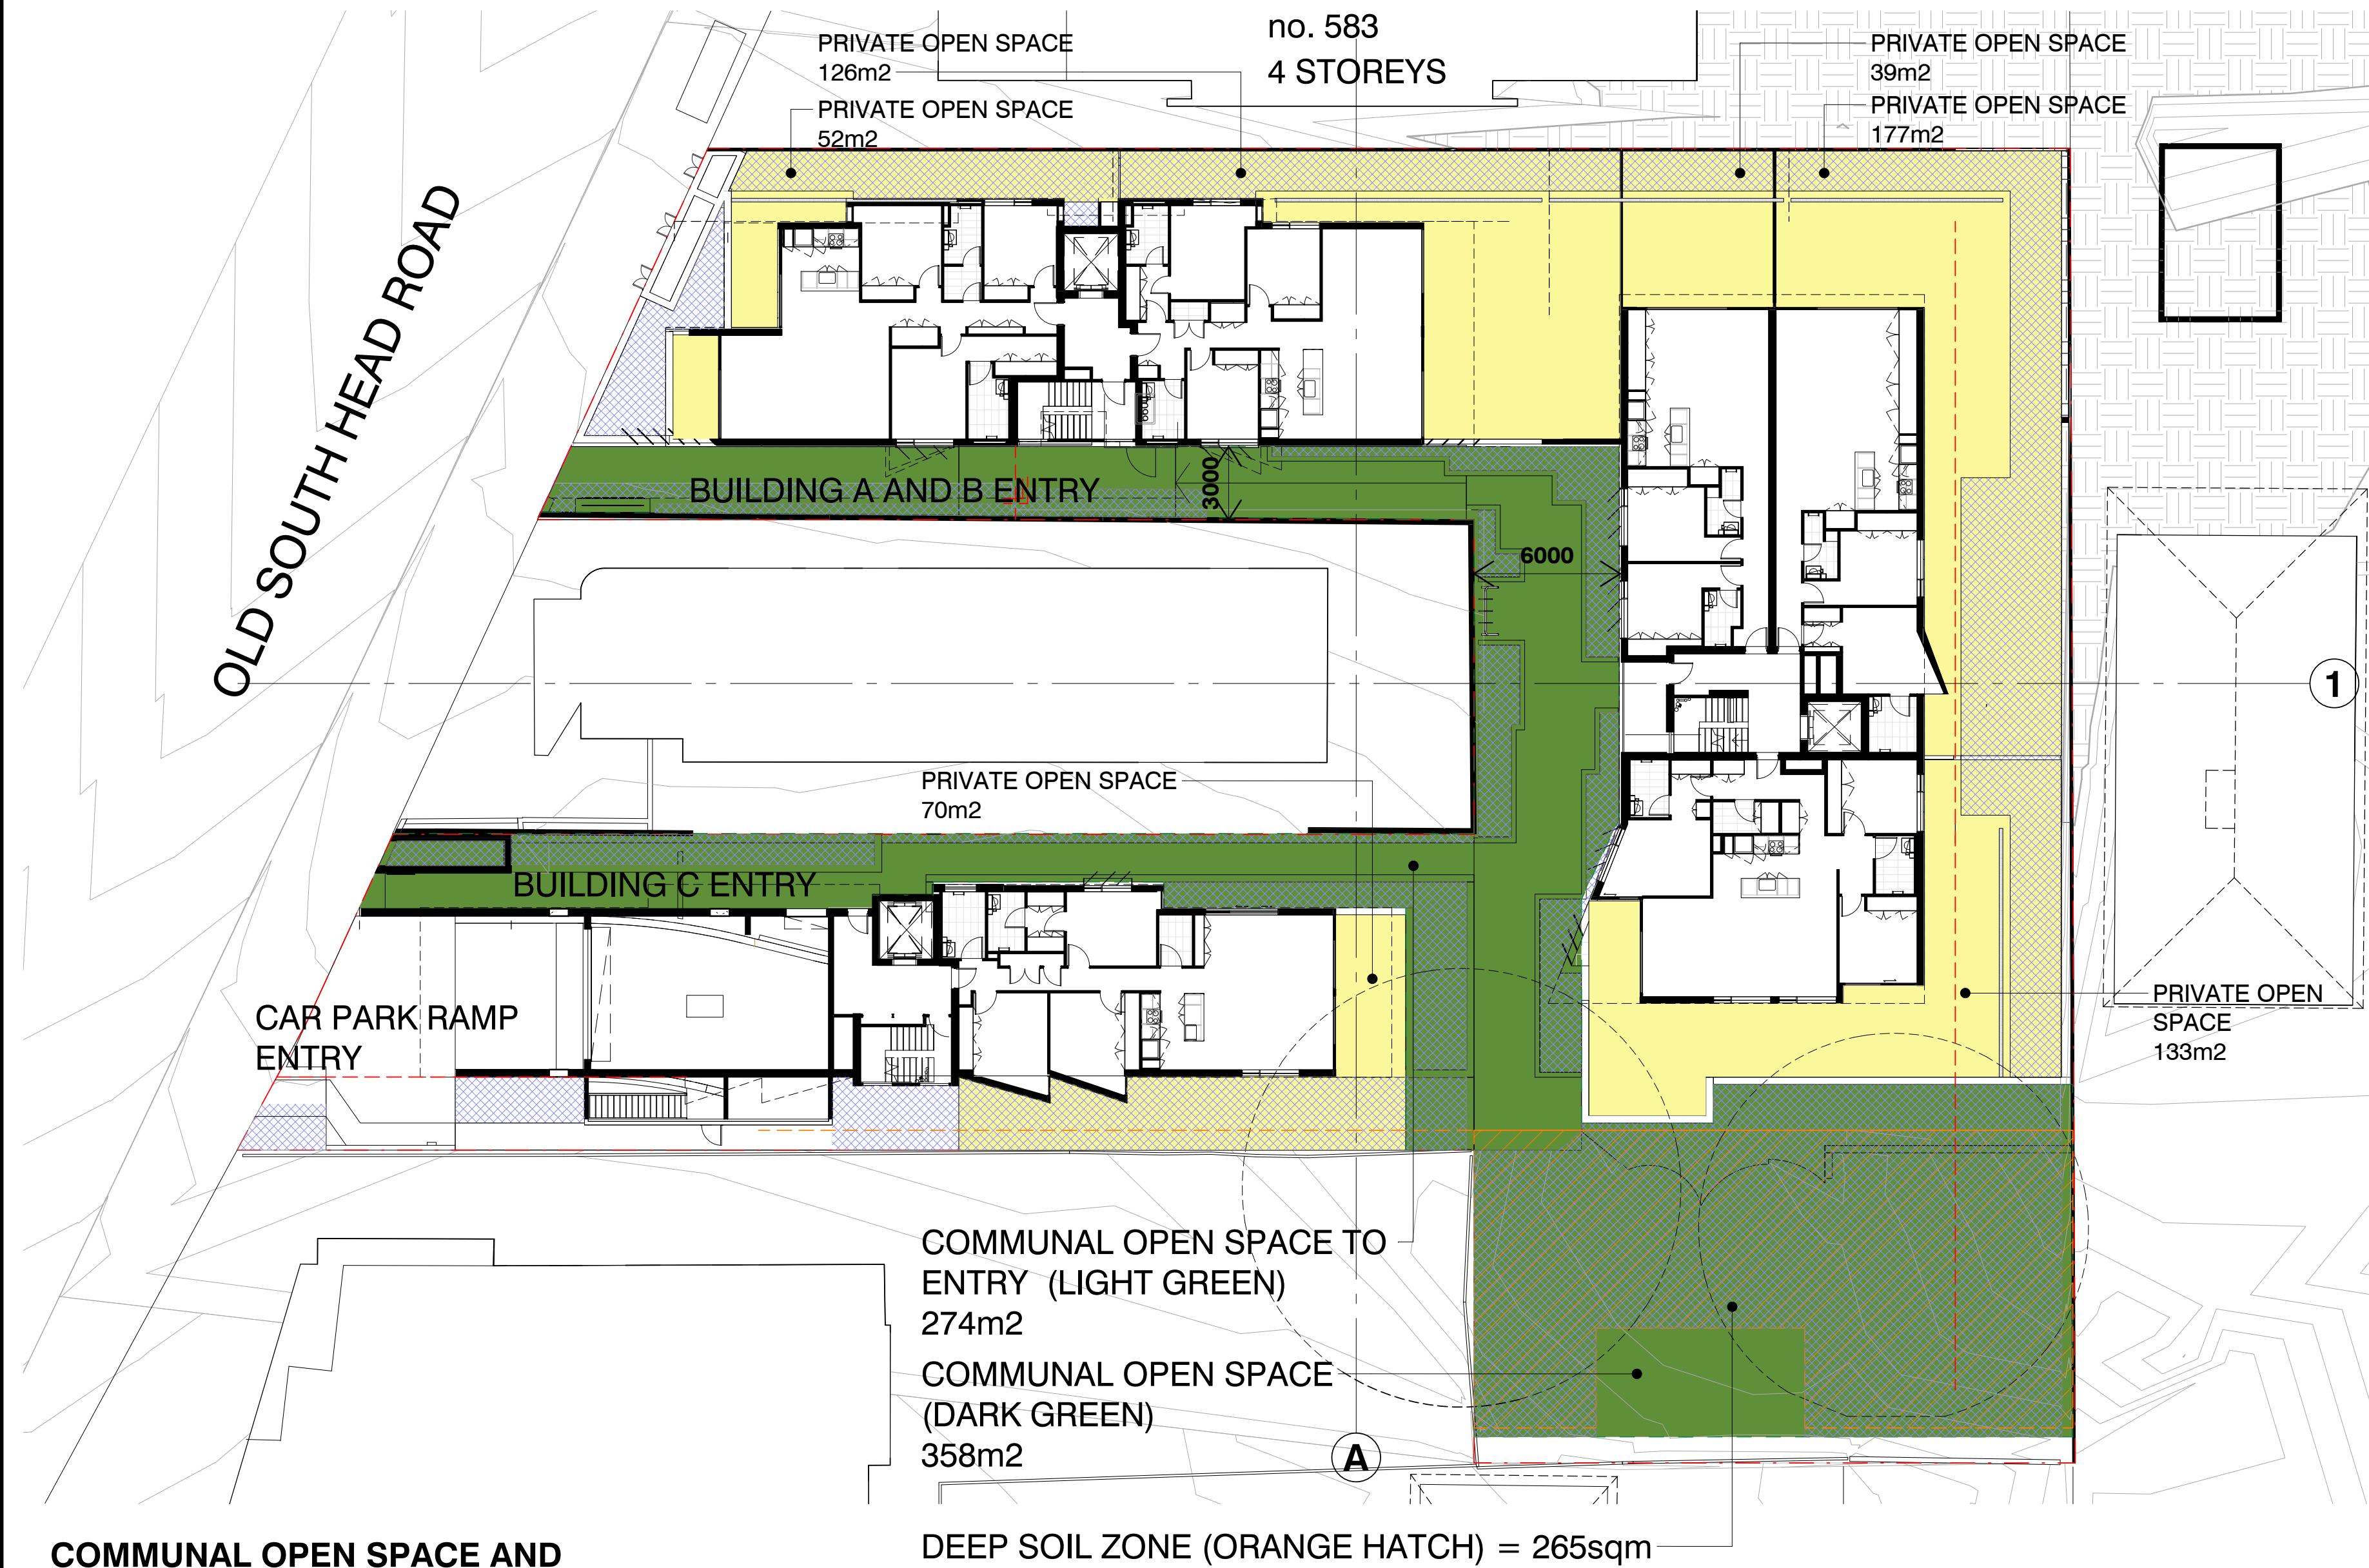 no. 583
4 STOREYS
PRIVATE OPEN SPACE
126m2
PRIVATE OPEN SPACE
52m2
PRIVATE OPEN SPACE
39m2
PRIVATE OPEN SPACE
177m2
OLD SOUTH HEAD ROAD
BUILDING A AND B ENTRY
3000
6000
1
PRIVATE OPEN SPACE
70m2
BUILDING C ENTRY
CAR PARK RAMP
ENTRY
PRIVATE OPEN
SPACE
133m2
COMMUNAL OPEN SPACE TO
ENTRY (LIGHT GREEN)
274m2
COMMUNAL OPEN SPACE
(DARK GREEN)
358m2
A
DEEP SOIL ZONE (ORANGE HATCH) = 265sqm
COMMUNAL OPEN SPACE AND